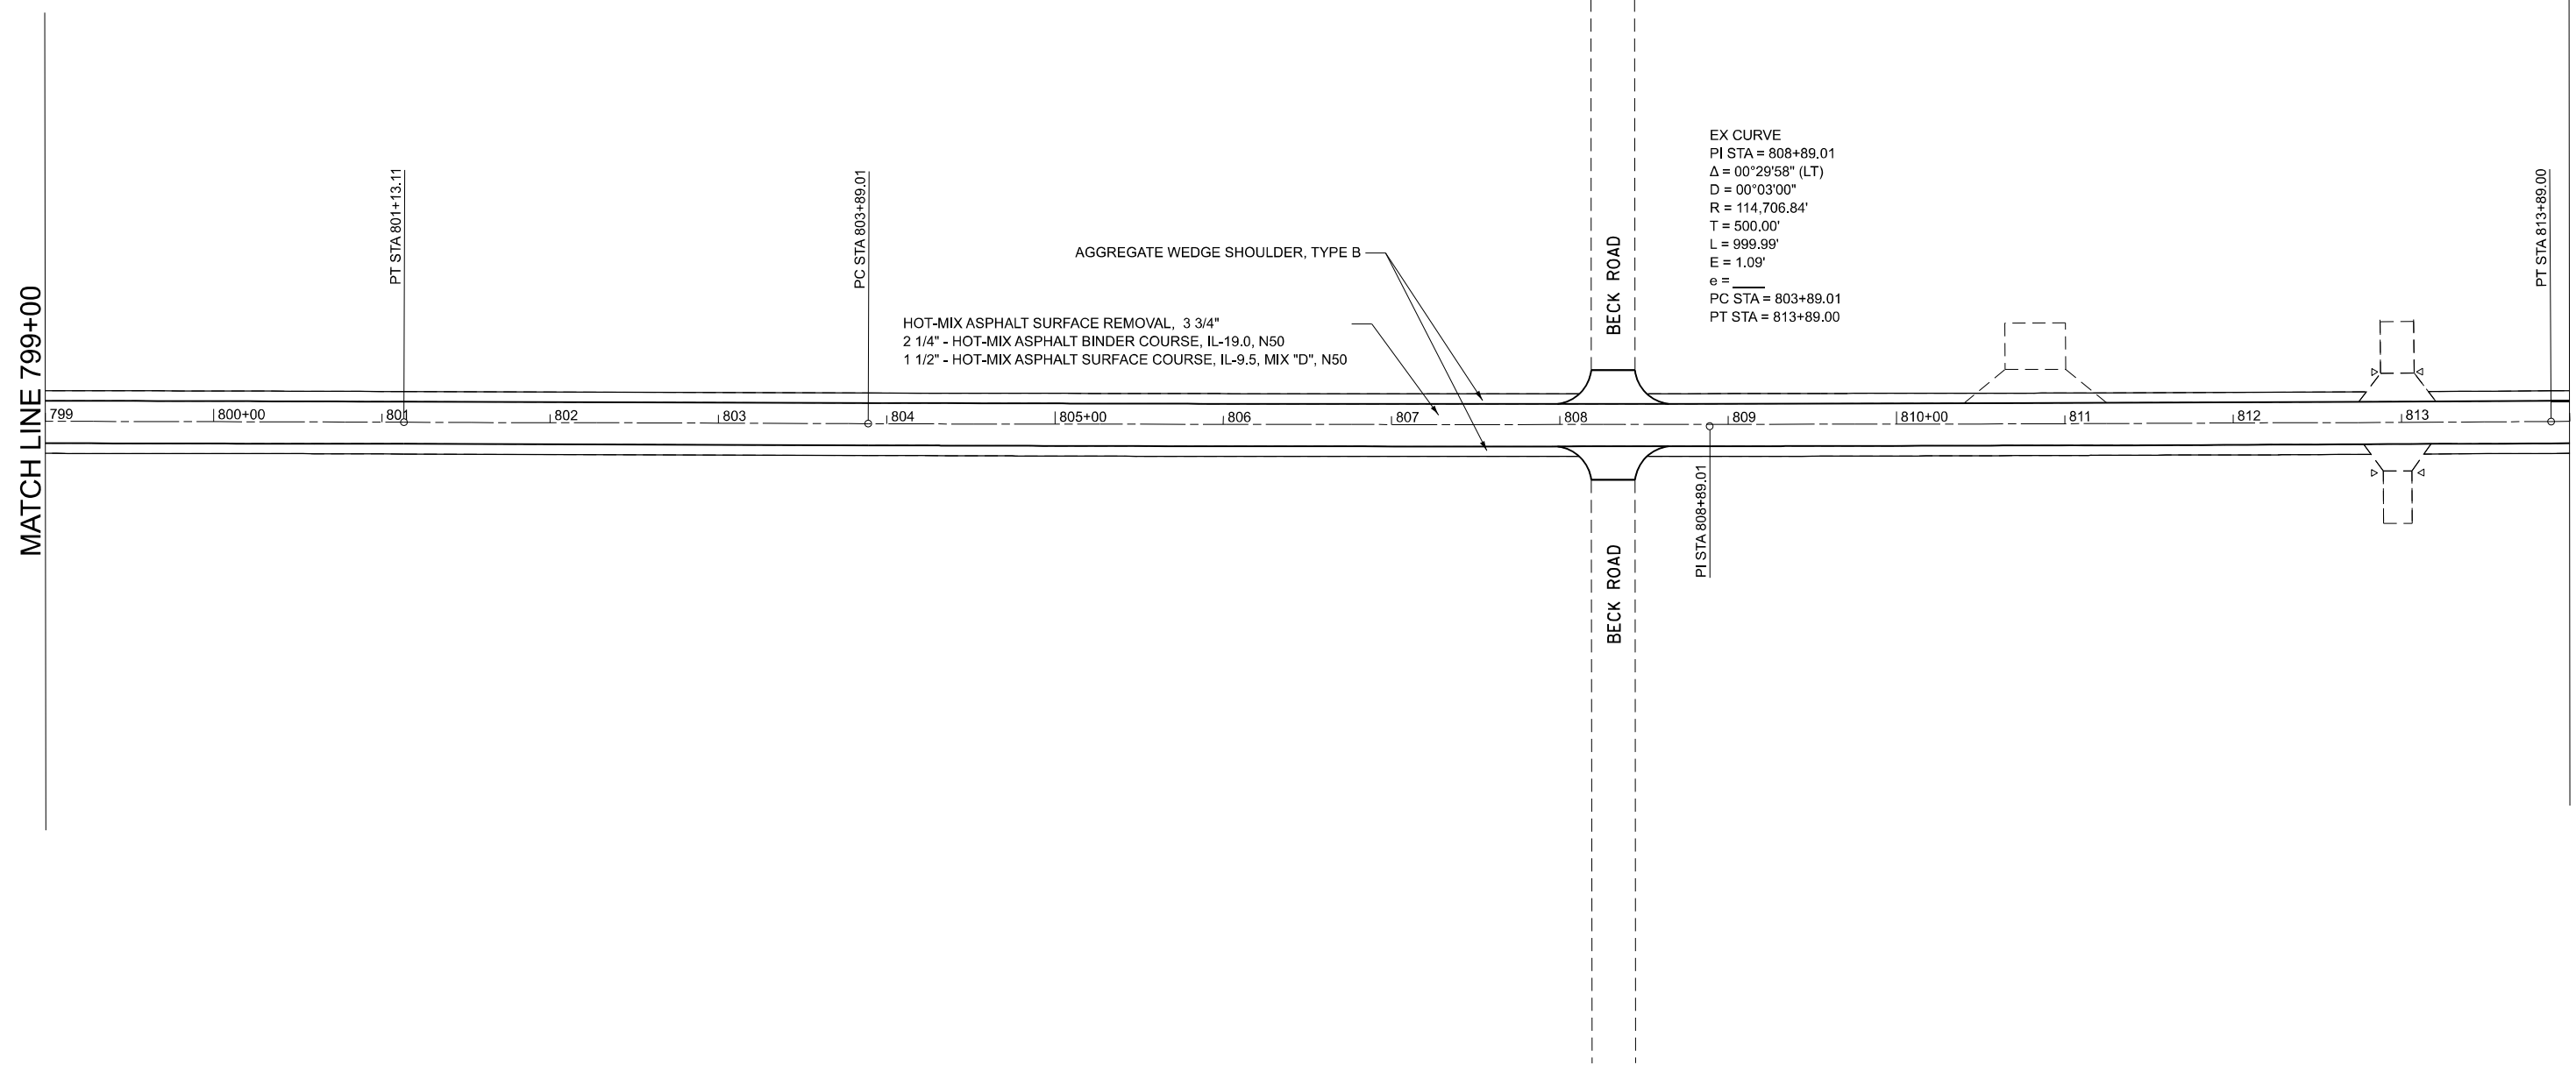 MATCH LINE 799+00
PT STA 801+13.11
PC STA 803+89.01
AGGREGATE WEDGE SHOULDER, TYPE B
HOT-MIX ASPHALT SURFACE REMOVAL, 3 3/4"
2 1/4" - HOT-MIX ASPHALT BINDER COURSE, IL-19.0, N50
1 1/2" - HOT-MIX ASPHALT SURFACE COURSE, IL-9.5, MIX "D", N50
BECK ROAD
EX CURVE
PI STA = 808+89.01
Δ = 00°29'58" (LT)
D = 00°03'00"
R = 114,706.84'
T = 500.00'
L = 999.99'
E = 1.09'
e = ____
PC STA = 803+89.01
PT STA = 813+89.00
PT STA 813+89.00
799 800+00 801 802 803 804 805+00 806 807 808 809 810+00 811 812 813
PI STA 808+89.01
BECK ROAD